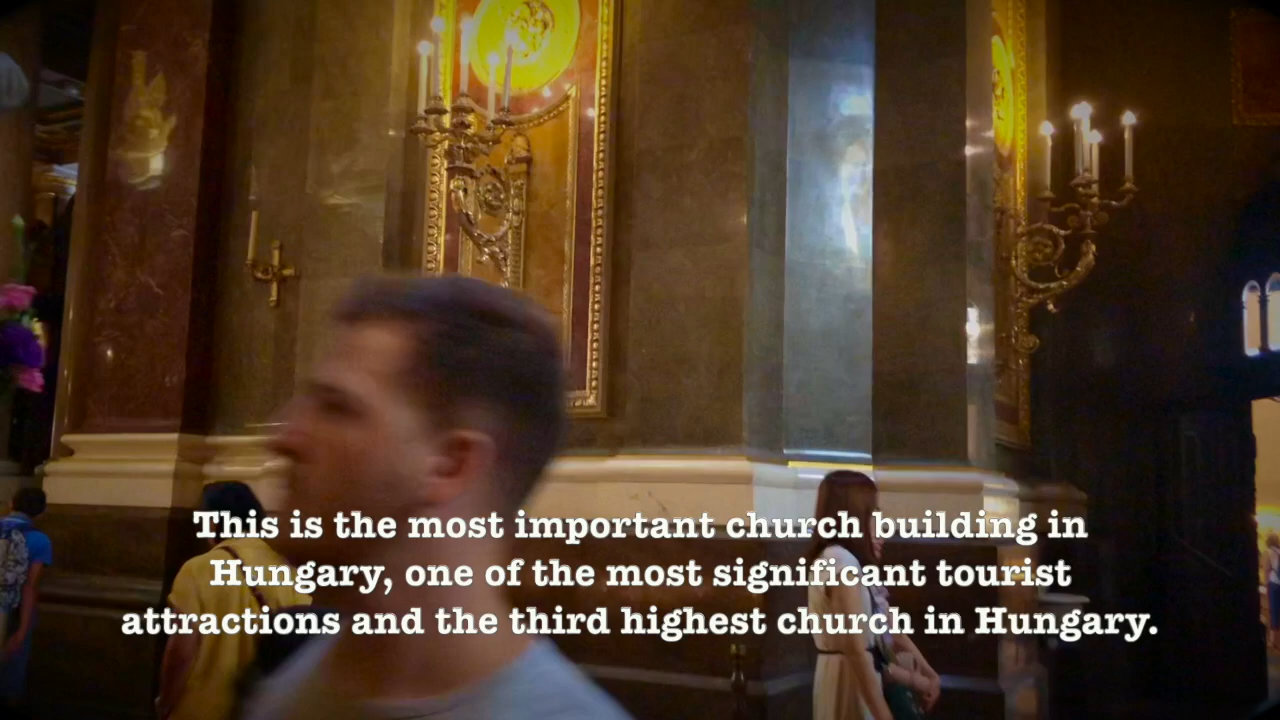 This is the most important church building in
Hungary, one of the most significant tourist
attractions and the third highest church in Hungary.